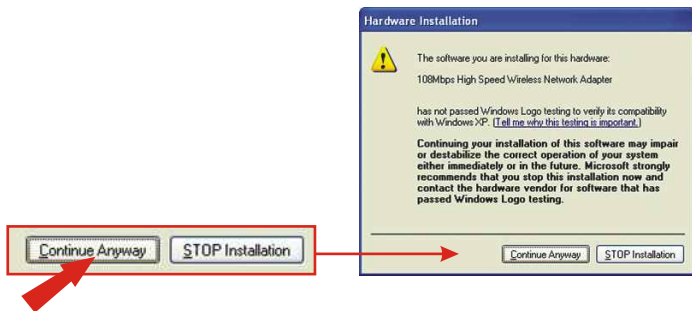 Hardware Installation
The software you are installing for this hardware:
108Mbps High Speed Wireless Network Adapter
has not passed Windows Logo testing to verify its compatibility
with Windows XP. (Tell me why this testing is important.)
Continuing your installation of this software may impair
or destabilize the correct operation of your system
either immediately or in the future. Microsoft strongly
recommends that you stop this installation now and
contact the hardware vendor for software that has
passed Windows Logo testing.
Continue Anyway STOP Installation
Continue Anyway STOP Installation